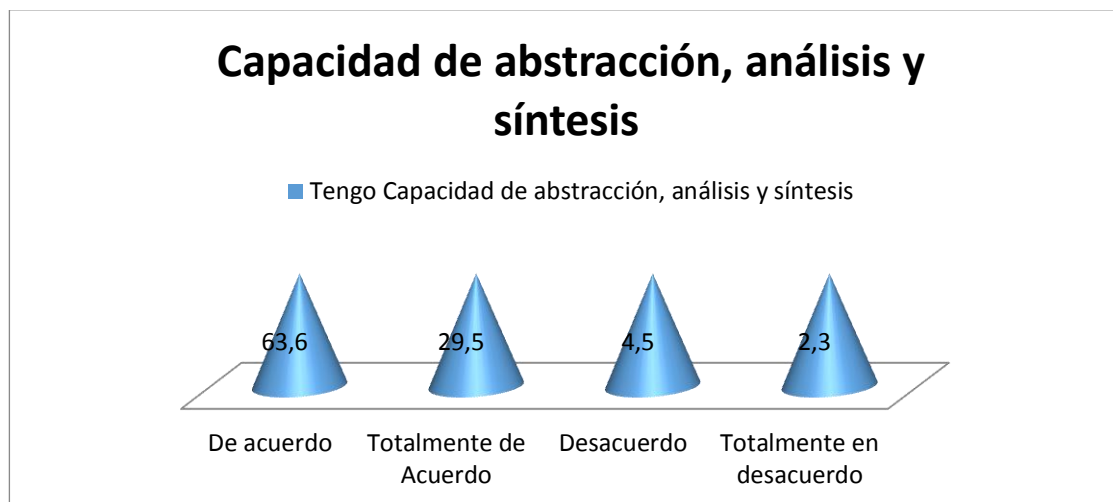 Capacidad de abstracción, análisis y
síntesis
Tengo Capacidad de abstracción, análisis y síntesis
63,6
29,5
4,5
2,3
De acuerdo
Totalmente de
Acuerdo
Desacuerdo
Totalmente en
desacuerdo